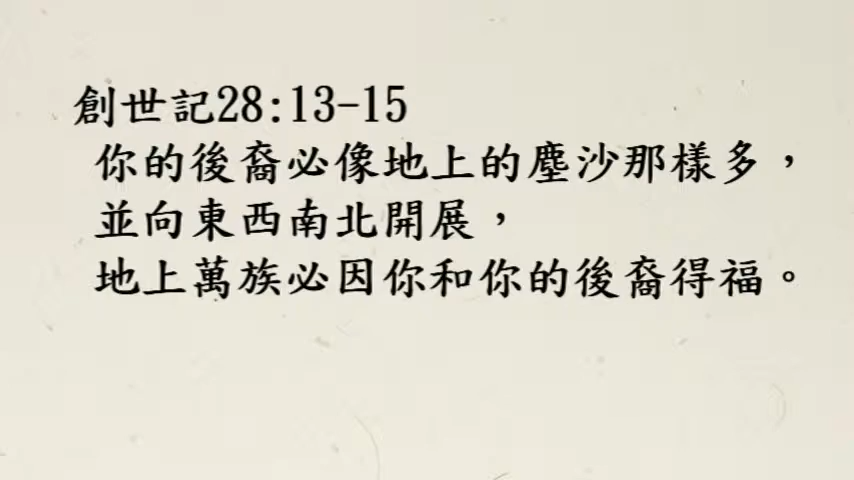 創世記28:13-15
你的後裔必像地上的塵沙那樣多，
並向東西南北開展，
地上萬族必因你和你的後裔得福。